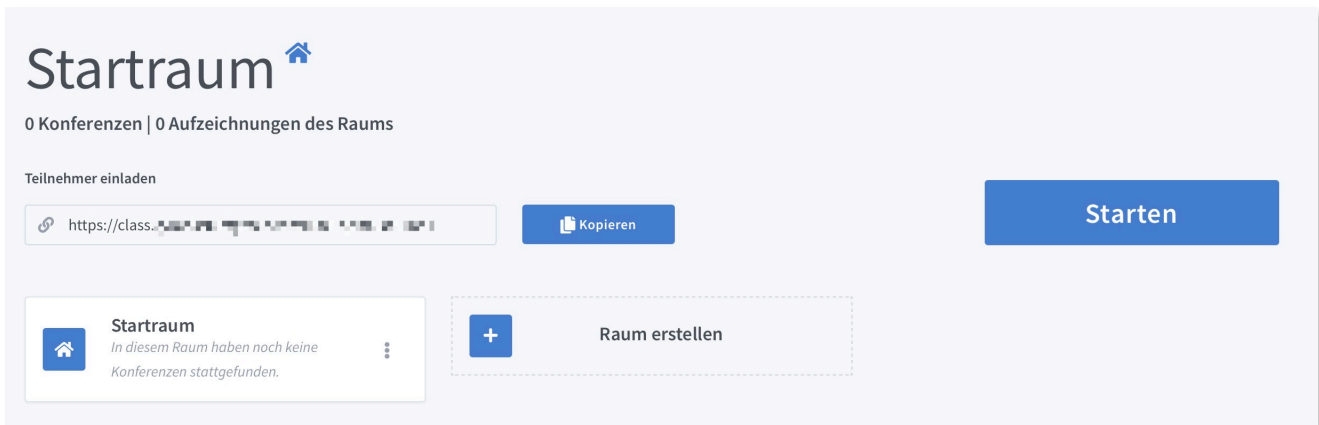 Startraum
0 Konferenzen | 0 Aufzeichnungen des Raums
Teilnehmer einladen
https://class.
Kopieren
Starten
Startraum
In diesem Raum haben noch keine
Konferenzen stattgefunden.
Raum erstellen